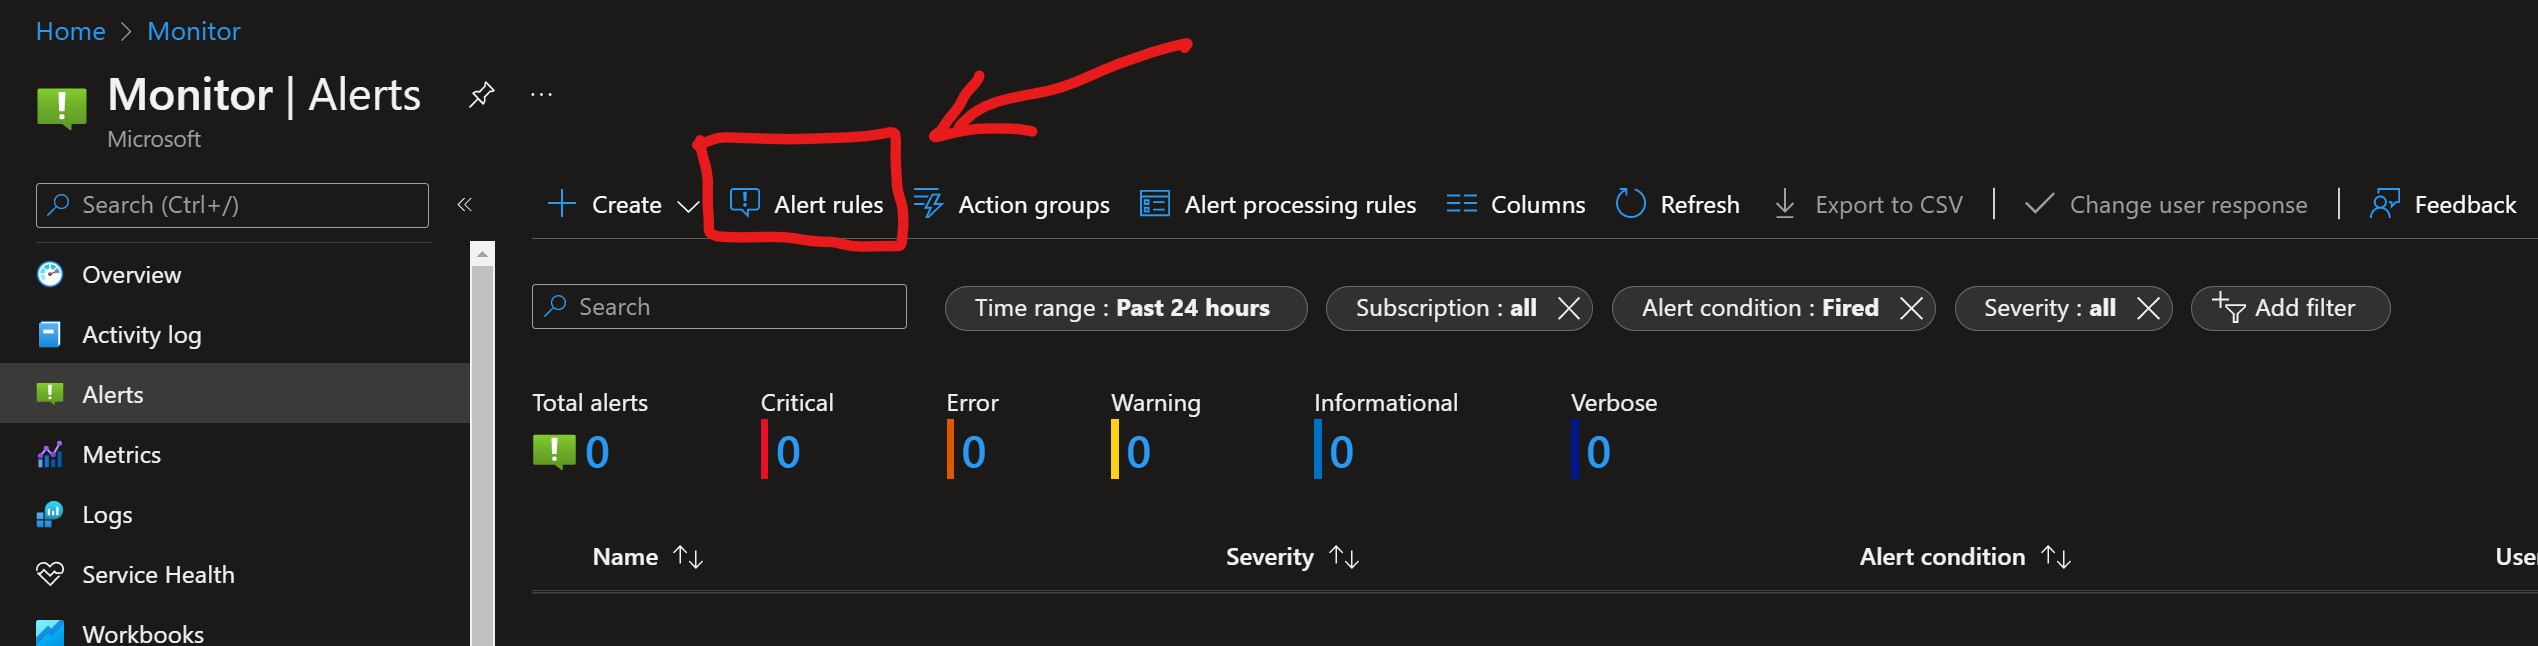 Home > Monitor
Monitor | Alerts ...
Microsoft
Search (Ctrl+/) «
Overview
Activity log
Alerts
Metrics
Logs
Service Health
Workbooks
+ Create Alert rules Action groups Alert processing rules Columns Refresh Export to CSV | Change user response | Feedback
Search Time range : Past 24 hours Subscription : all Alert condition : Fired Severity : all Add filter
Total alerts Critical Error Warning Informational Verbose
0 0 0 0 0 0
Name ↑↓ Severity ↑↓ Alert condition ↑↓